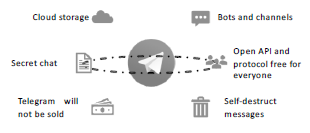 Cloud storage
Bots and channels
Secret chat
Open API and
protocol free for
everyone
Telegram will
not be sold
Self-destruct
messages